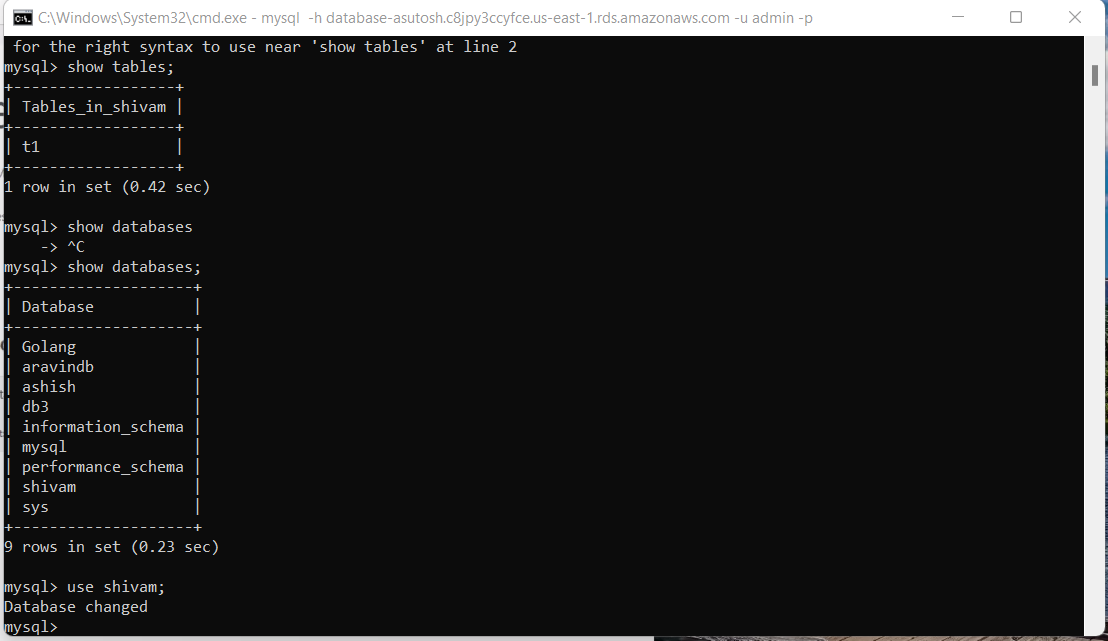 C:\Windows\System32\cmd.exe - mysql  -h database-asutosh.c8jpy3ccyfce.us-east-1.rds.amazonaws.com -u admin -p
 for the right syntax to use near 'show tables' at line 2
mysql> show tables;
+------------------+
| Tables_in_shivam |
+------------------+
| t1               |
+------------------+
1 row in set (0.42 sec)

mysql> show databases
    -> ^C
mysql> show databases;
+--------------------+
| Database           |
+--------------------+
| Golang             |
| aravindb           |
| ashish             |
| db3                |
| information_schema |
| mysql              |
| performance_schema |
| shivam             |
| sys                |
+--------------------+
9 rows in set (0.23 sec)

mysql> use shivam;
Database changed
mysql>